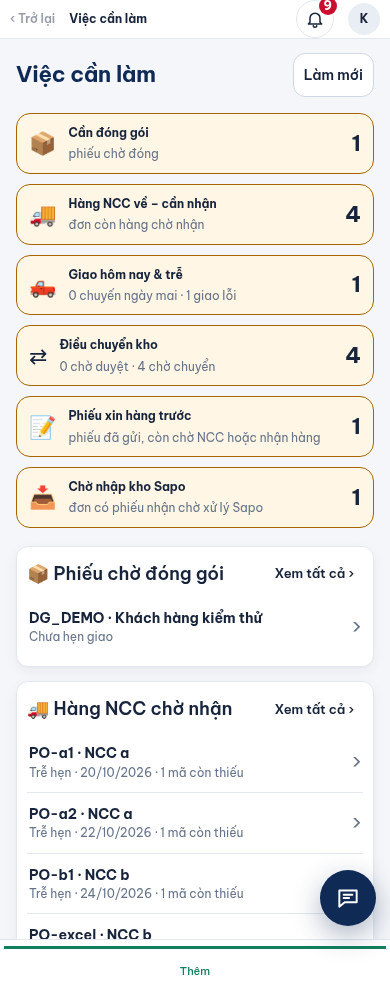 ‹ Trở lại Việc cần làm
9
K
Việc cần làm
Làm mới
Cần đóng gói
phiếu chờ đóng
1
Hàng NCC về – cần nhận
đơn còn hàng chờ nhận
4
Giao hôm nay & trễ
0 chuyến ngày mai · 1 giao lỗi
1
Điều chuyển kho
0 chờ duyệt · 4 chờ chuyển
4
Phiếu xin hàng trước
phiếu đã gửi, còn chờ NCC hoặc nhận hàng
1
Chờ nhập kho Sapo
đơn có phiếu nhận chờ xử lý Sapo
1
Phiếu chờ đóng gói
Xem tất cả ›
DG_DEMO · Khách hàng kiểm thử
Chưa hẹn giao
Hàng NCC chờ nhận
Xem tất cả ›
PO-a1 · NCC a
Trễ hẹn · 20/10/2026 · 1 mã còn thiếu
PO-a2 · NCC a
Trễ hẹn · 22/10/2026 · 1 mã còn thiếu
PO-b1 · NCC b
Trễ hẹn · 24/10/2026 · 1 mã còn thiếu
PO-excel · NCC b
Thêm